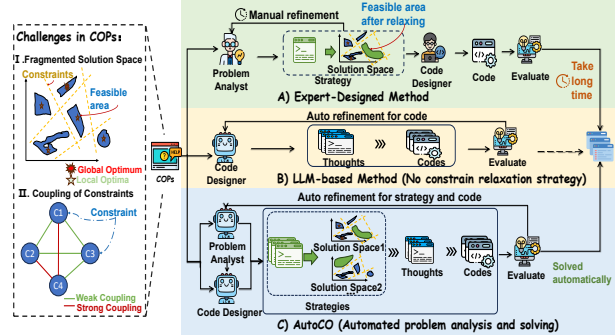 Challenges in COPs:
I .Fragmented Solution Space
Constraints
Feasible
area
Global Optimum
Local Optima
II. Coupling of Constraints
Constraint
C1
C2
C3
C4
Weak Coupling
Strong Coupling
HELP
COPs
Manual refinement
Feasible area
after relaxing
Problem
Analyst
Solution Space
Strategy
Code
Designer
Code
Evaluate
Take
long
time
A) Expert-Designed Method
Auto refinement for code
Code
Designer
Thoughts
Codes
Evaluate
B) LLM-based Method (No constrain relaxation strategy)
Auto refinement for strategy and code
Problem
Analyst
Code Designer
Solution Space1
Solution Space2
Strategies
Thoughts
Codes
Evaluate
Solved
automatically
C) AutoCO (Automated problem analysis and solving)